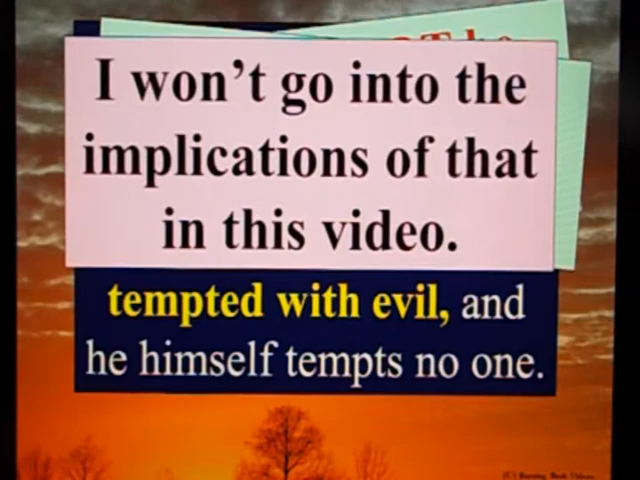 I won't go into the
implications of that
in this video.
tempted with evil, and
he himself tempts no one.